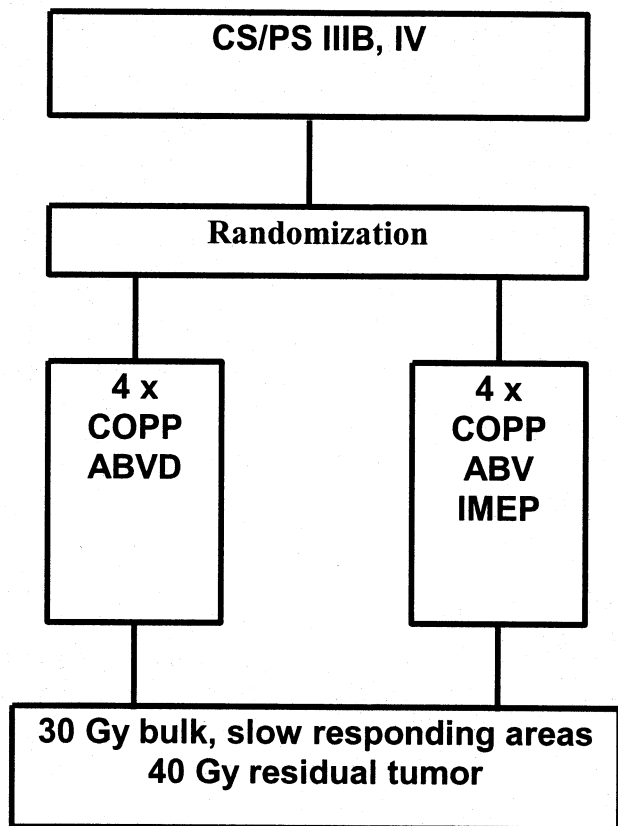 CS/PS IIIB, IV
Randomization
4 x
COPP
ABVD
4 x
COPP
ABV
IMEP
30 Gy bulk, slow responding areas
40 Gy residual tumor